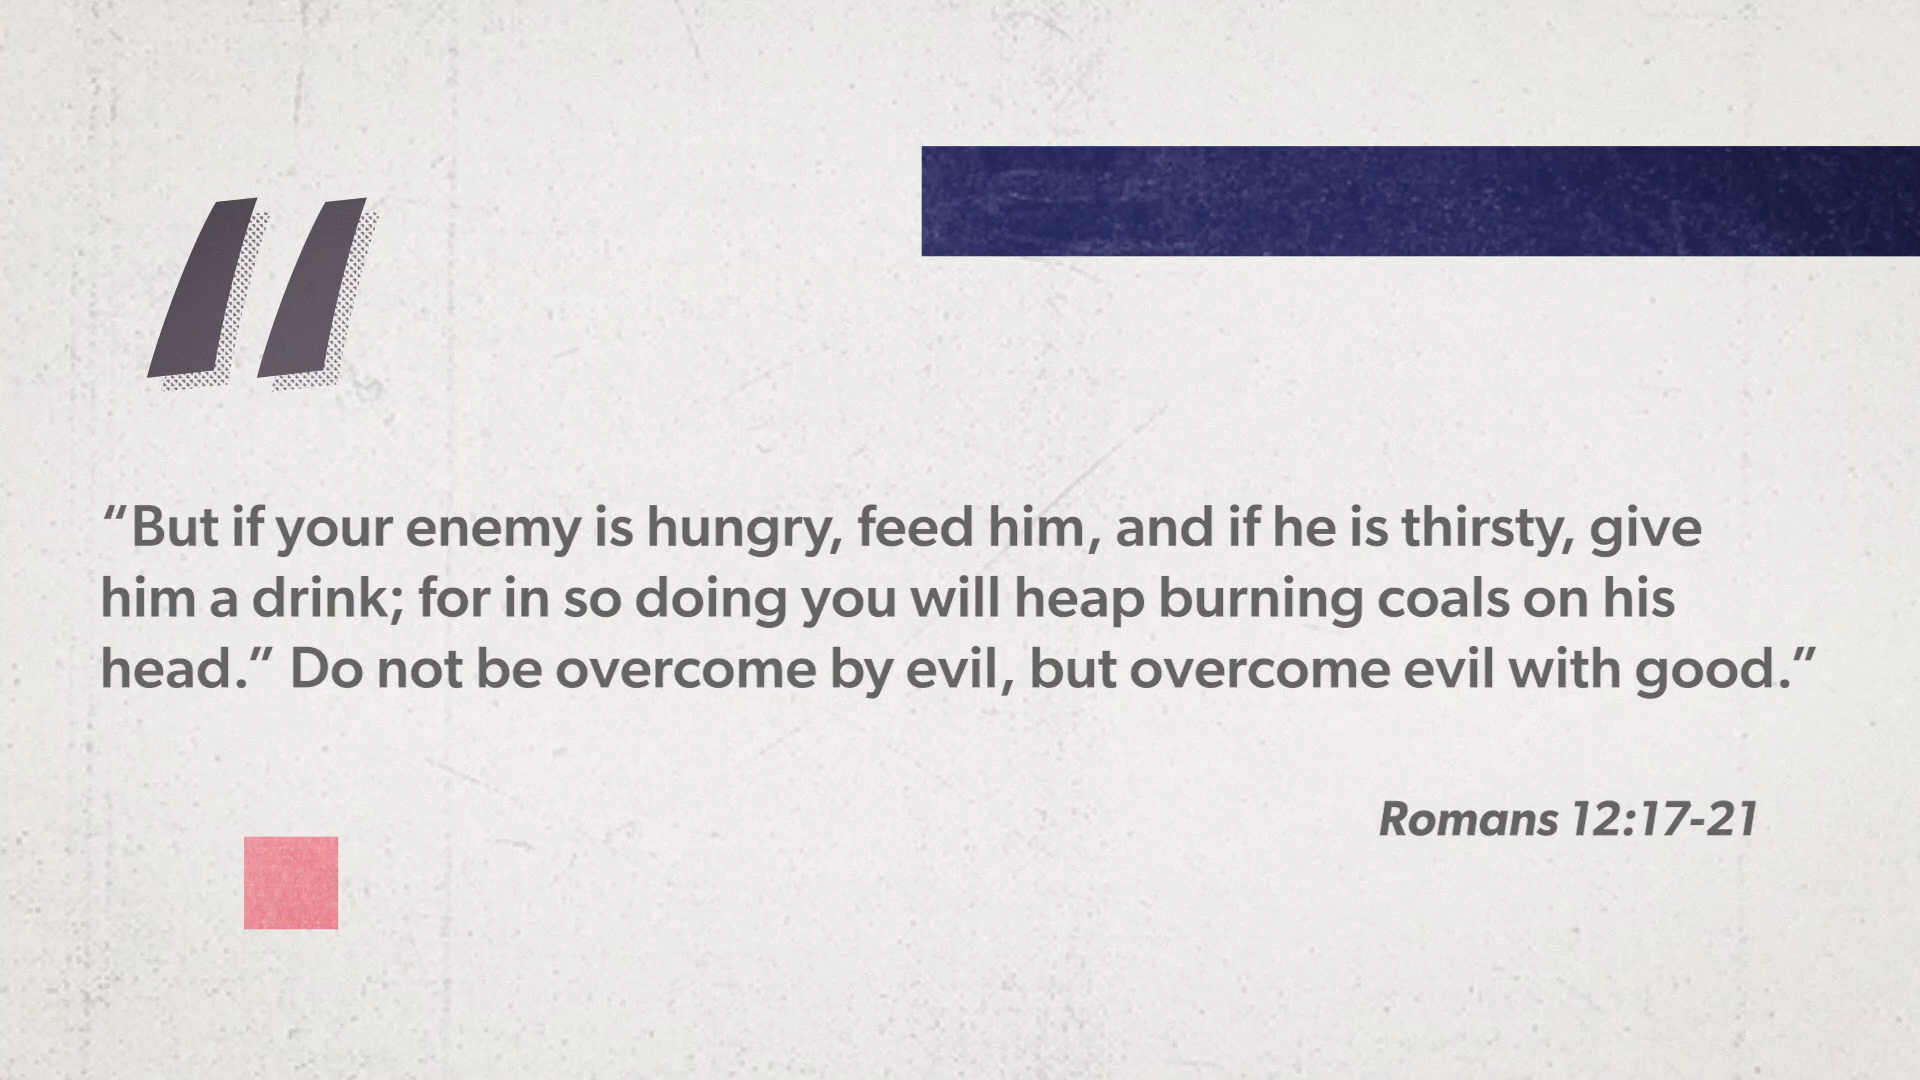 “But if your enemy is hungry, feed him, and if he is thirsty, give
him a drink; for in so doing you will heap burning coals on his
head.” Do not be overcome by evil, but overcome evil with good.”
Romans 12:17-21